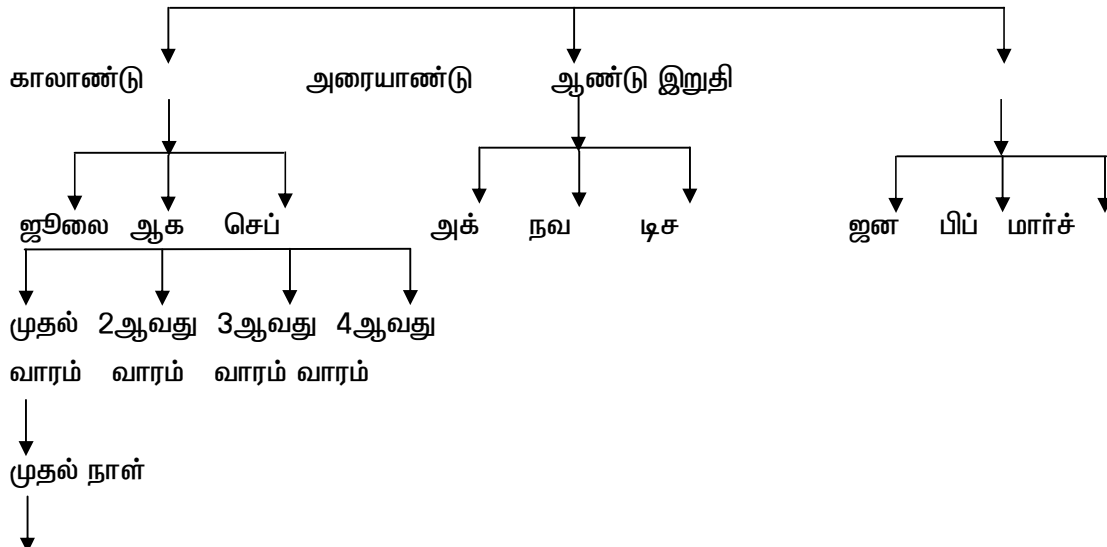 காலாண்டு அரையாண்டு ஆண்டு இறுதி
ஜூலை ஆக செப் அக் நவ டிச ஜன பிப் மார்ச்
முதல் 2ஆவது 3ஆவது 4ஆவது
வாரம் வாரம் வாரம் வாரம்
முதல் நாள்